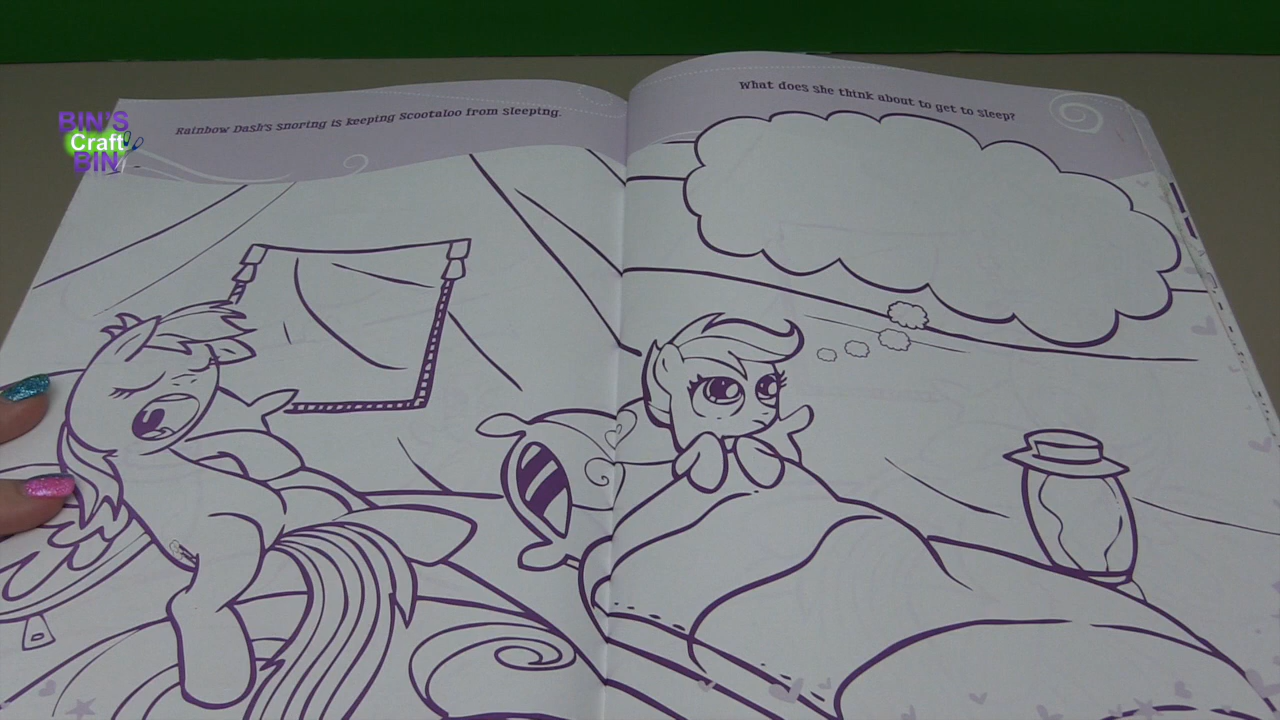 BIN'S
Craft
BIN
Rainbow Dash's snoring is keeping Scootaloo from sleeping.
What does she think about to get to sleep?